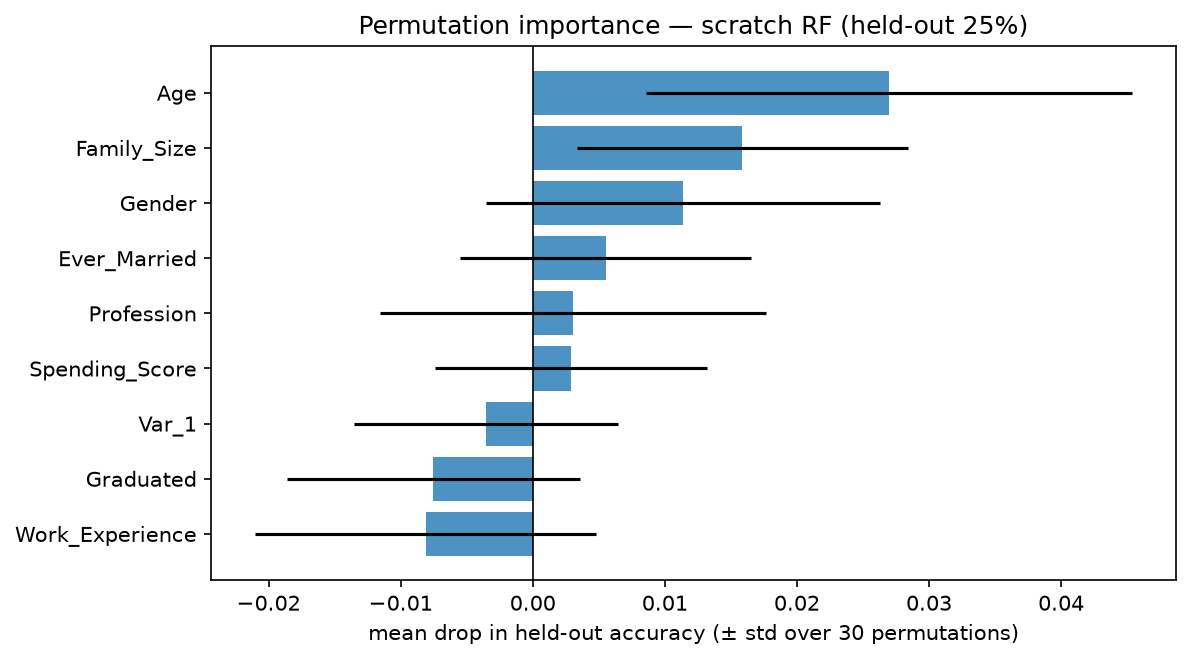 Permutation importance — scratch RF (held-out 25%)
Age
Family_Size
Gender
Ever_Married
Profession
Spending_Score
Var_1
Graduated
Work_Experience
−0.02 −0.01 0.00 0.01 0.02 0.03 0.04
mean drop in held-out accuracy (± std over 30 permutations)